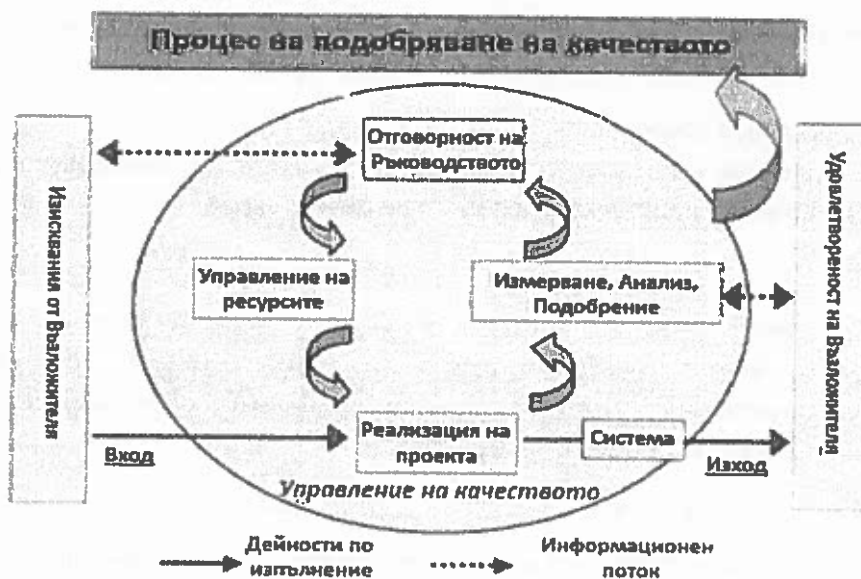 Процес на подобряване на качеството
Изисквания от Възложителя
Отговорност на
Ръководството
Удовлетвореност на Възложителя
Управление на
ресурсите
Измерване, Анализ,
Подобрение
Вход
Реализация на
проекта
Система
Изход
Управление на качеството
Дейности по
изпълнение
Информационен
поток